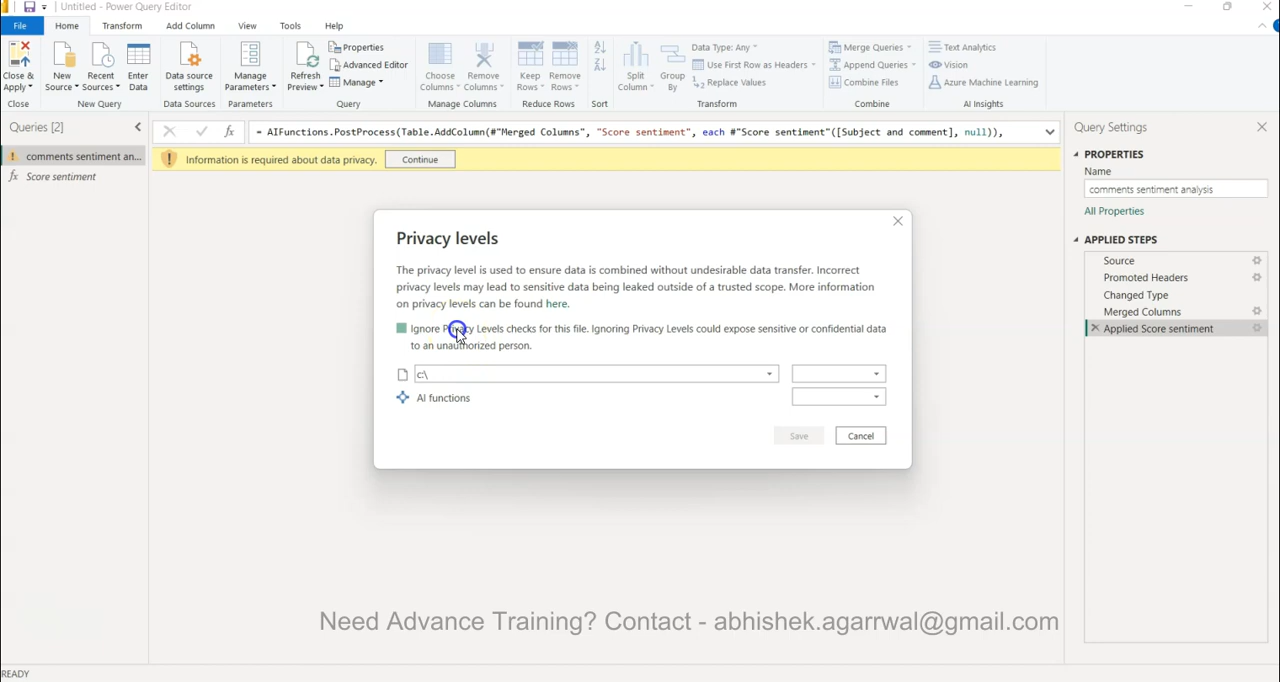 Untitled - Power Query Editor
File Home Transform Add Column View Tools Help
Close & Apply
New Source
Recent Sources
Enter Data
Data source settings
Manage Parameters
Refresh Preview
Properties
Advanced Editor
Manage
Choose Columns
Remove Columns
Keep Rows
Remove Rows
Split Column
Group By
Data Type: Any
Use First Row as Headers
Replace Values
Merge Queries
Append Queries
Combine Files
Text Analytics
Vision
Azure Machine Learning
Close New Query Data Sources Parameters Query Manage Columns Reduce Rows Sort Transform Combine AI Insights
Queries [2]
comments sentiment an...
fx Score sentiment
fx = AIFunctions.PostProcess(Table.AddColumn(#"Merged Columns", "Score sentiment", each #"Score sentiment"([Subject and comment], null)),
Information is required about data privacy. Continue
Privacy levels
The privacy level is used to ensure data is combined without undesirable data transfer. Incorrect
privacy levels may lead to sensitive data being leaked outside of a trusted scope. More information
on privacy levels can be found here.
Ignore Privacy Levels checks for this file. Ignoring Privacy Levels could expose sensitive or confidential data
to an unauthorized person.
c:\
AI functions
Save Cancel
Query Settings
PROPERTIES
Name
comments sentiment analysis
All Properties
APPLIED STEPS
Source
Promoted Headers
Changed Type
Merged Columns
Applied Score sentiment
Need Advance Training? Contact - abhishek.agarrwal@gmail.com
READY